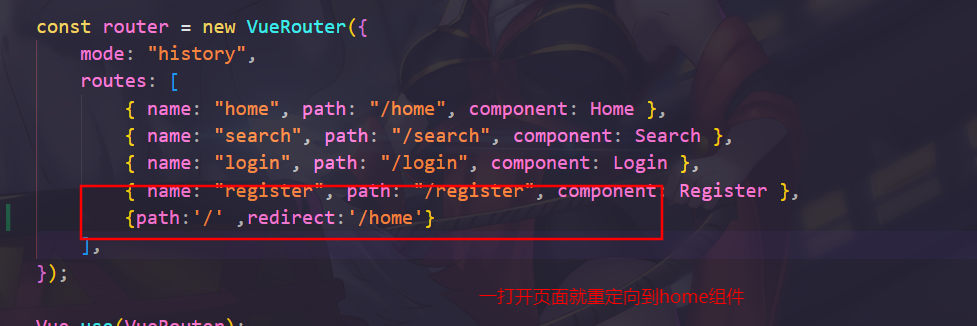 const router = new VueRouter({
mode: "history",
routes: [
{ name: "home", path: "/home", component: Home },
{ name: "search", path: "/search", component: Search },
{ name: "login", path: "/login", component: Login },
{ name: "register", path: "/register", component: Register },
{path:'/' ,redirect:'/home'}
],
});
一打开页面就重定向到home组件
Vue.use(VueRouter);